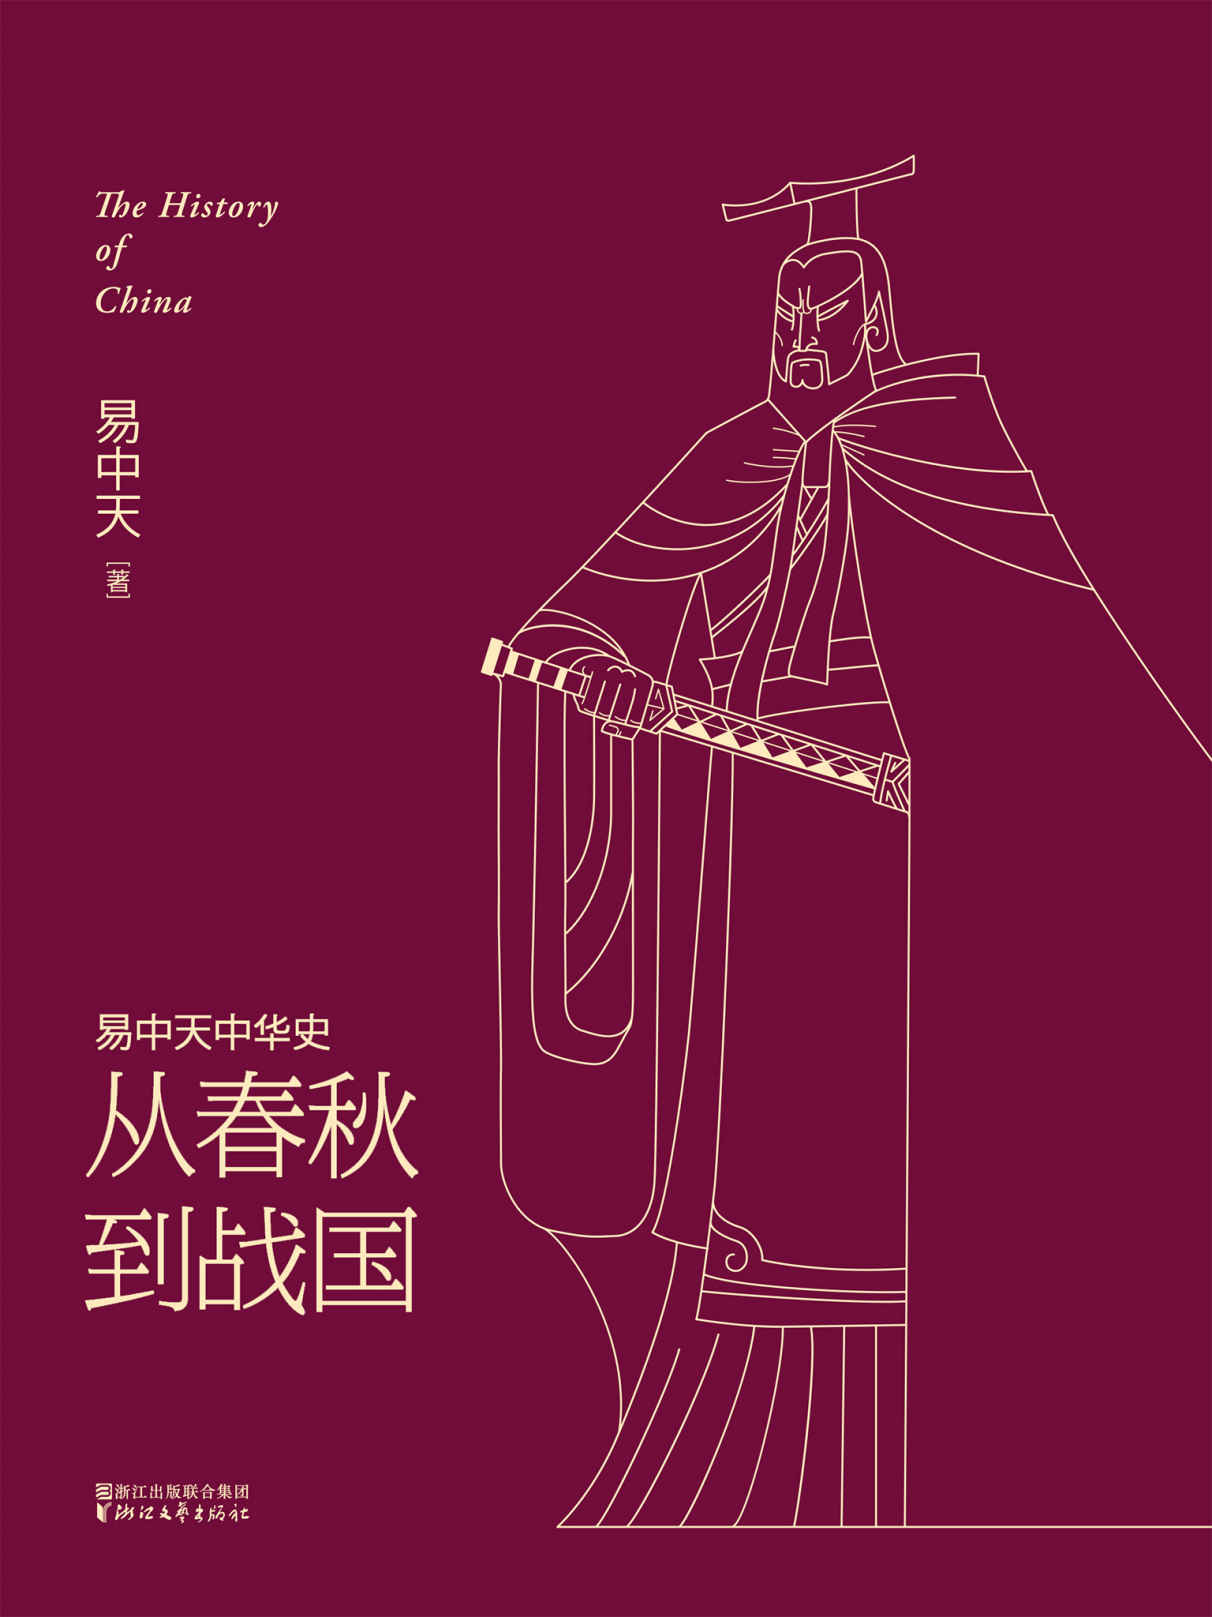 The History
of
China
易中天
[著]
易中天中华史
从春秋
到战国
浙江出版联合集团
浙江文艺出版社